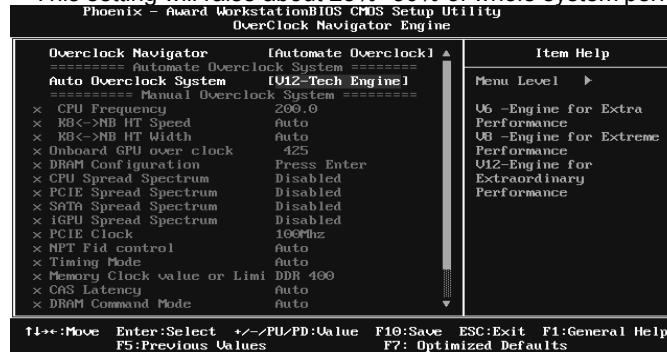 Phoenix - Award WorkstationBIOS CMOS Setup Utility
OverClock Navigator Engine
Overclock Navigator [Automate Overclock]
========= Automate Overclock System =========
Auto Overclock System [V12-Tech Engine]
========== Manual Overclock System =========
x CPU Frequency 200.0
x K8<->NB HT Speed Auto
x K8<->NB HT Width Auto
x Onboard GPU over clock 425
x DRAM Configuration Press Enter
x CPU Spread Spectrum Disabled
x PCIE Spread Spectrum Disabled
x SATA Spread Spectrum Disabled
x iGPU Spread Spectrum Disabled
x PCIE Clock 100Mhz
x NPT Fid control Auto
x Timing Mode Auto
x Memory Clock value or Limi DDR 400
x CAS Latency Auto
x DRAM Command Mode Auto
Item Help
Menu Level ▶
V6 -Engine for Extra
Performance
V8 -Engine for Extreme
Performance
V12-Engine for
Extraordinary
Performance
↑↓→←:Move Enter:Select +/-/PU/PD:Value F10:Save ESC:Exit F1:General Help
F5:Previous Values F7: Optimized Defaults